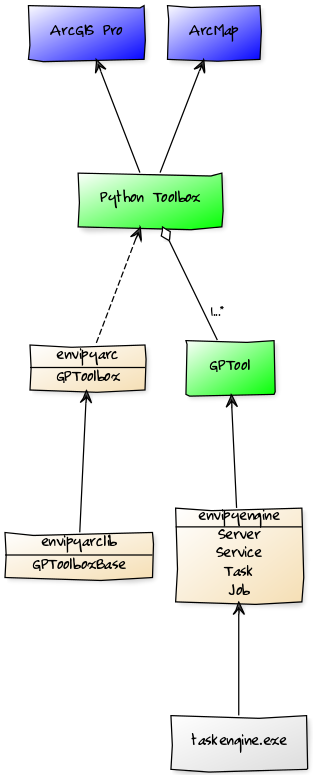 ArcGIS Pro
ArcMap
Python Toolbox
1..*
envipyarc
GPToolbox
GPTool
envipyengine
Server
Service
Task
Job
envipyarclib
GPToolboxBase
taskengine.exe